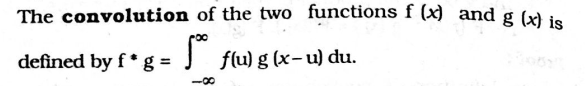 The convolution of the two functions f (x) and g (x) is
defined by f * g = ∫_{-∞}^{∞} f(u) g (x – u) du.